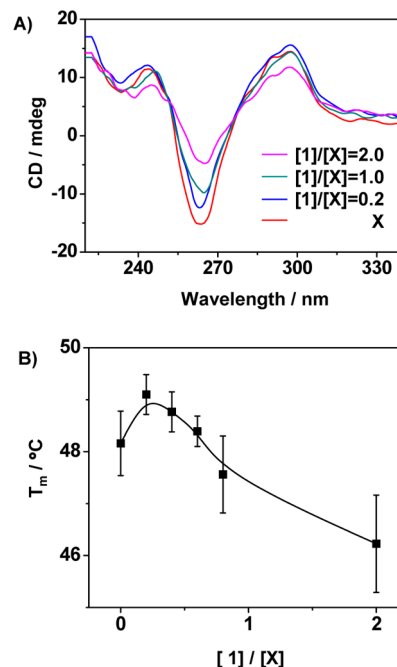 A)
CD / mdeg
20
10
0
-10
-20
[1]/[X]=2.0
[1]/[X]=1.0
[1]/[X]=0.2
X
240 270 300 330
Wavelength / nm
B)
Tm / ºC
50
48
46
0 1 2
[ 1] / [X]